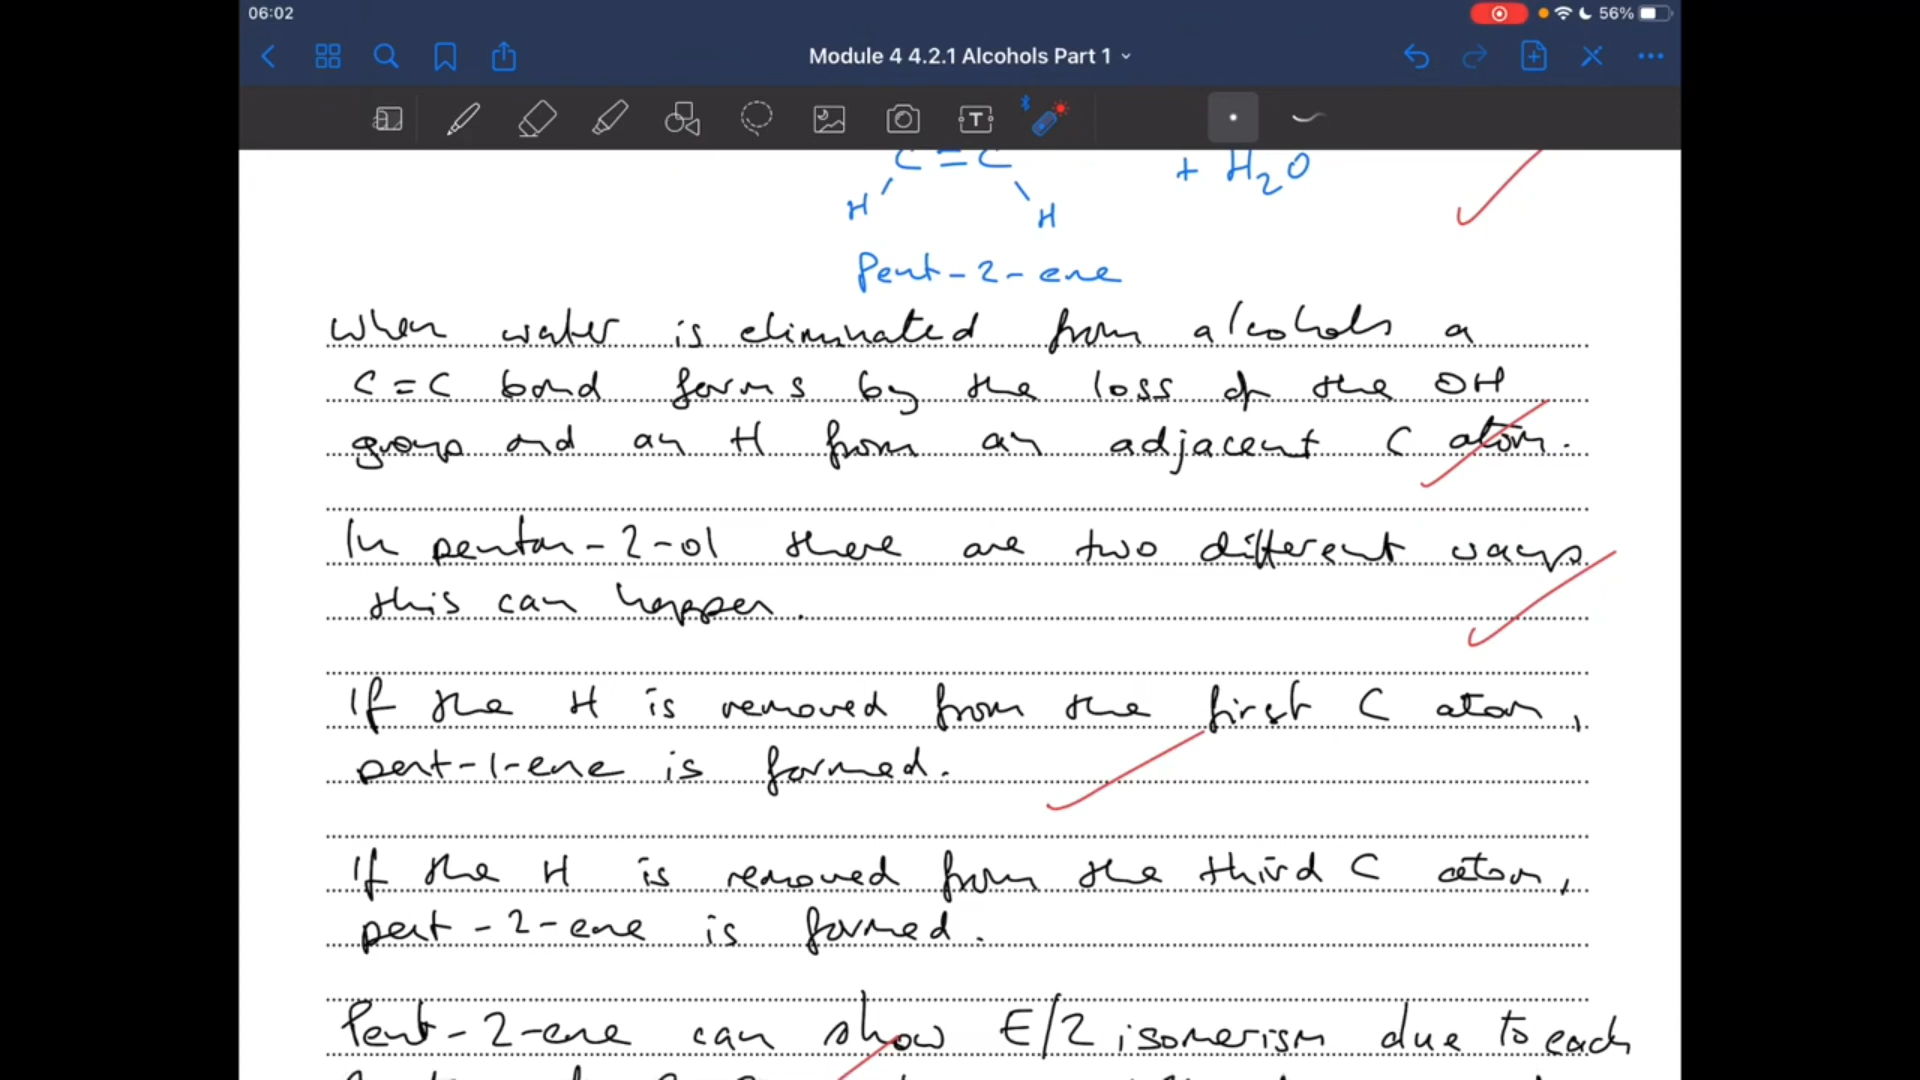 06:02
56%
Module 4 4.2.1 Alcohols Part 1
T
C = C
+ H2O
H
H
Pent-2-ene
When water is eliminated from alcohols a
C=C bond forms by the loss of the OH
group and an H from an adjacent C atom.
In pentan-2-ol there are two different ways
this can happen.
If the H is removed from the first C atom,
pent-1-ene is formed.
If the H is removed from the third C atom,
pent-2-ene is formed.
Pent-2-ene can show E/Z isomerism due to each